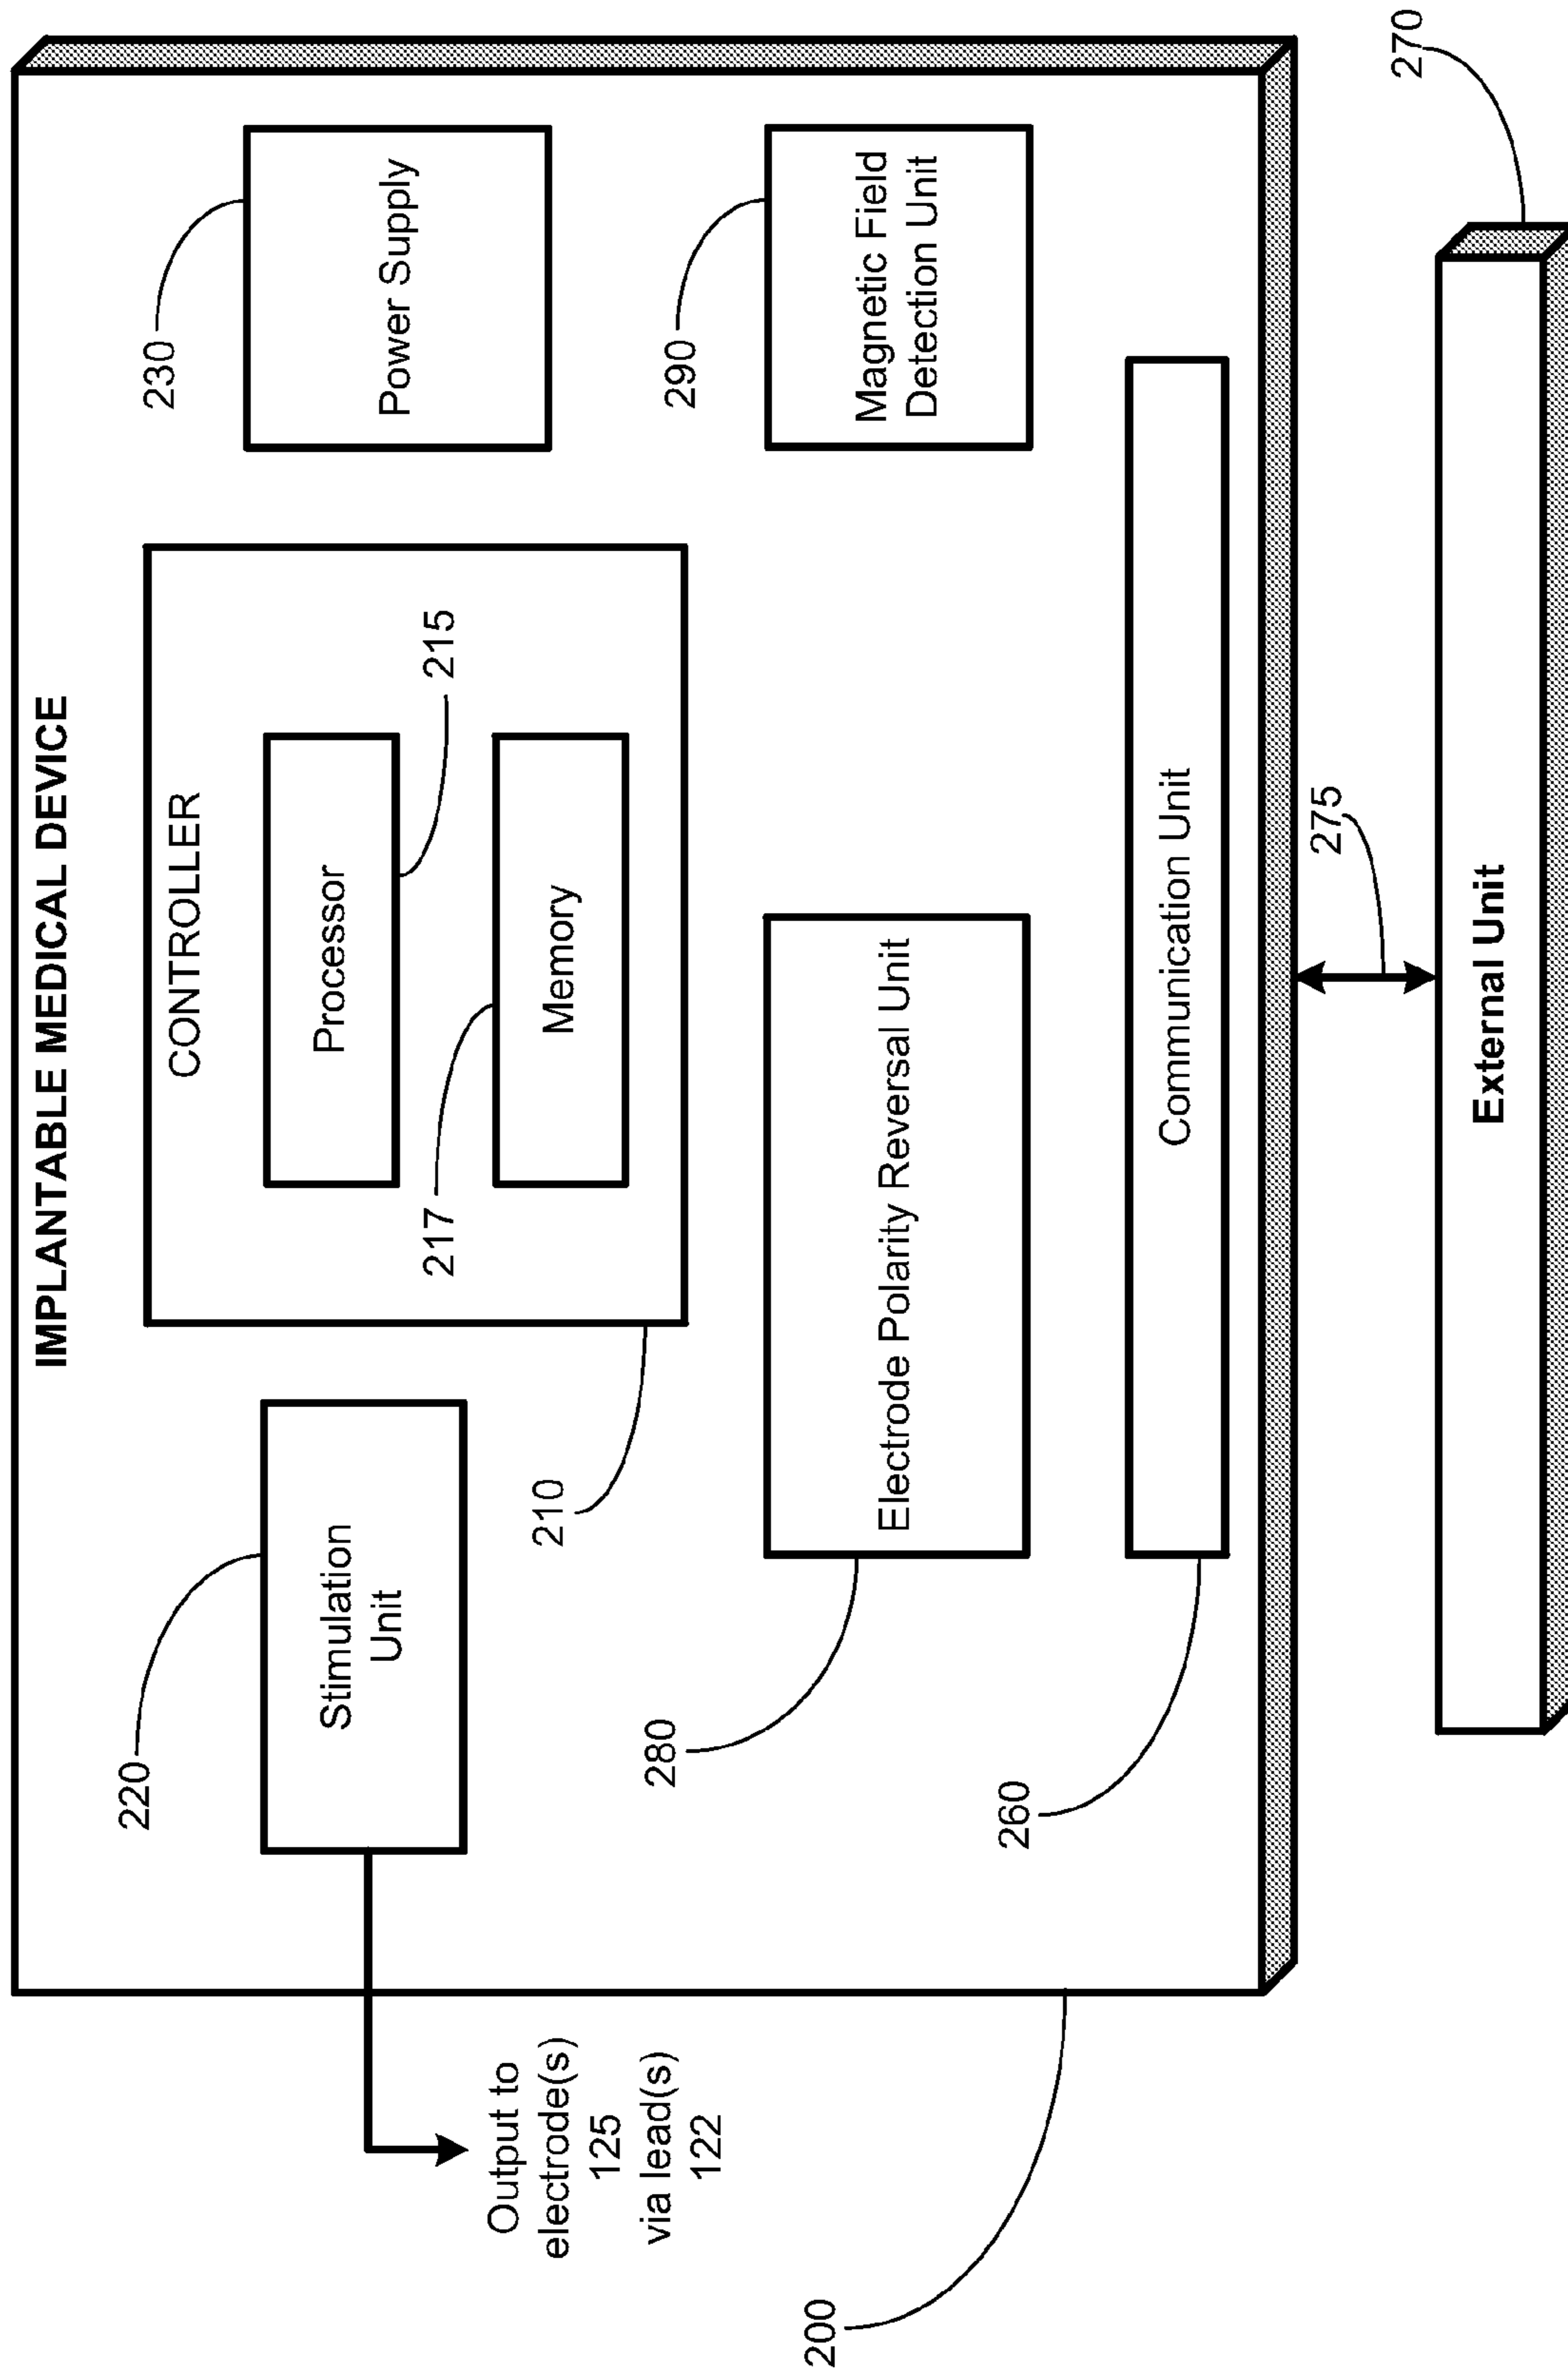 IMPLANTABLE MEDICAL DEVICE
220
Stimulation
Unit
CONTROLLER
Processor
215
217
Memory
210
230
Power Supply
Output to
electrode(s)
125
via lead(s)
122
280
Electrode Polarity Reversal Unit
290
Magnetic Field
Detection Unit
260
Communication Unit
200
275
External Unit
270